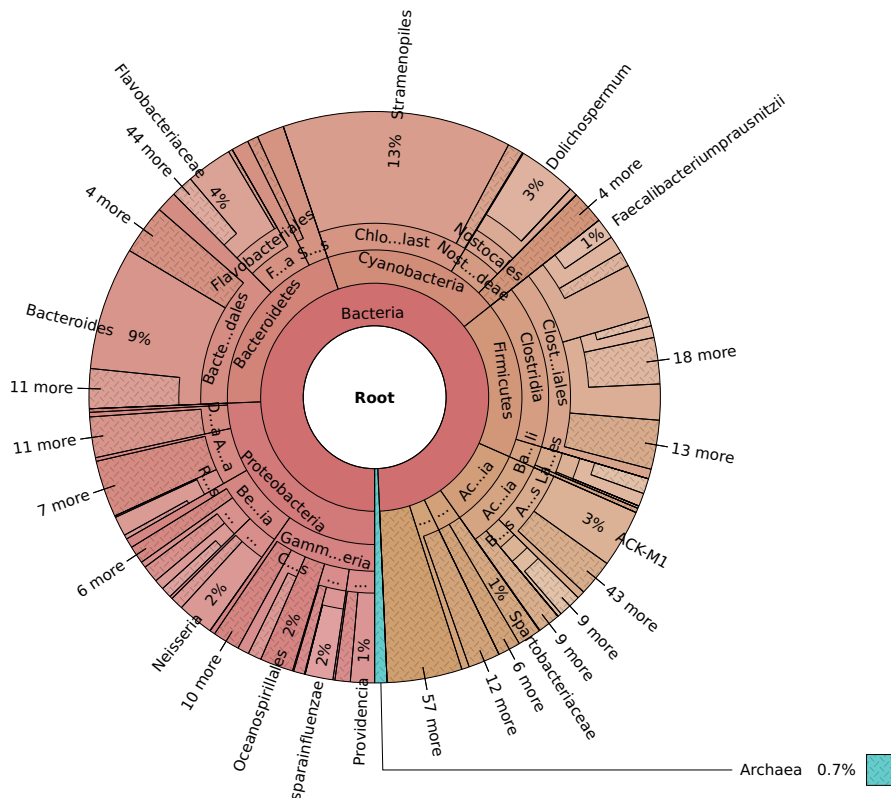 Root
Bacteria
Cyanobacteria
Chlo...last
Nost...deae
Nostocales
Stramenopiles
13%
Dolichospermum
3%
4 more
Faecalibacteriumprausnitzii
1%
Firmicutes
Clostridia
Clost...iales
18 more
13 more
Ba... li
La...es
Ac...ia
Ac...ia
A...s
B...s
3%
ACK-M1
43 more
9 more
9 more
6 more
12 more
57 more
1%
Spartobacteriaceae
...
...
Archaea 0.7%
Proteobacteria
Gamm...eria
...
...
1%
Providencia
2%
sparainfluenzae
2%
Oceanospirillales
10 more
2%
Neisseria
Be...ia
...
...
6 more
7 more
A...a
11 more
11 more
Bacteroidetes
Bacte...dales
Bacteroides
9%
4 more
44 more
Flavobacteriaceae
4%
Flavobacteriales
F...a
S...s